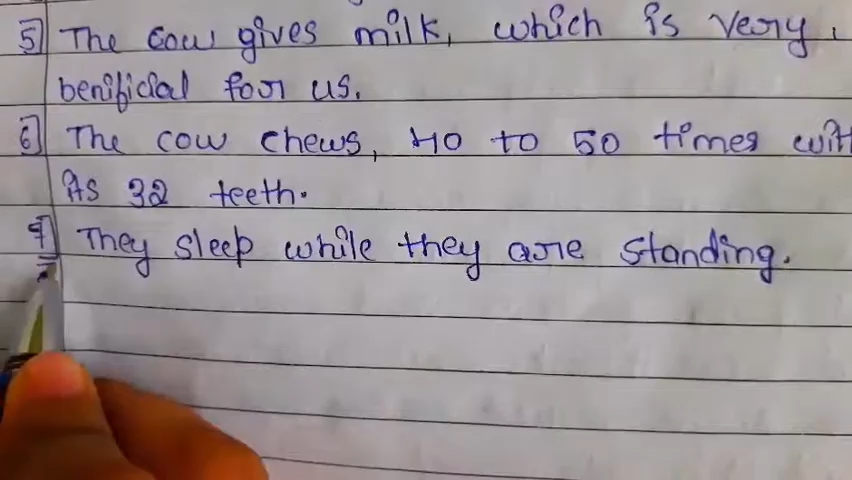 5] The cow gives milk, which is very
benificial for us.
6] The cow chews, 40 to 50 times with
its 32 teeth.
7] They sleep while they are standing.